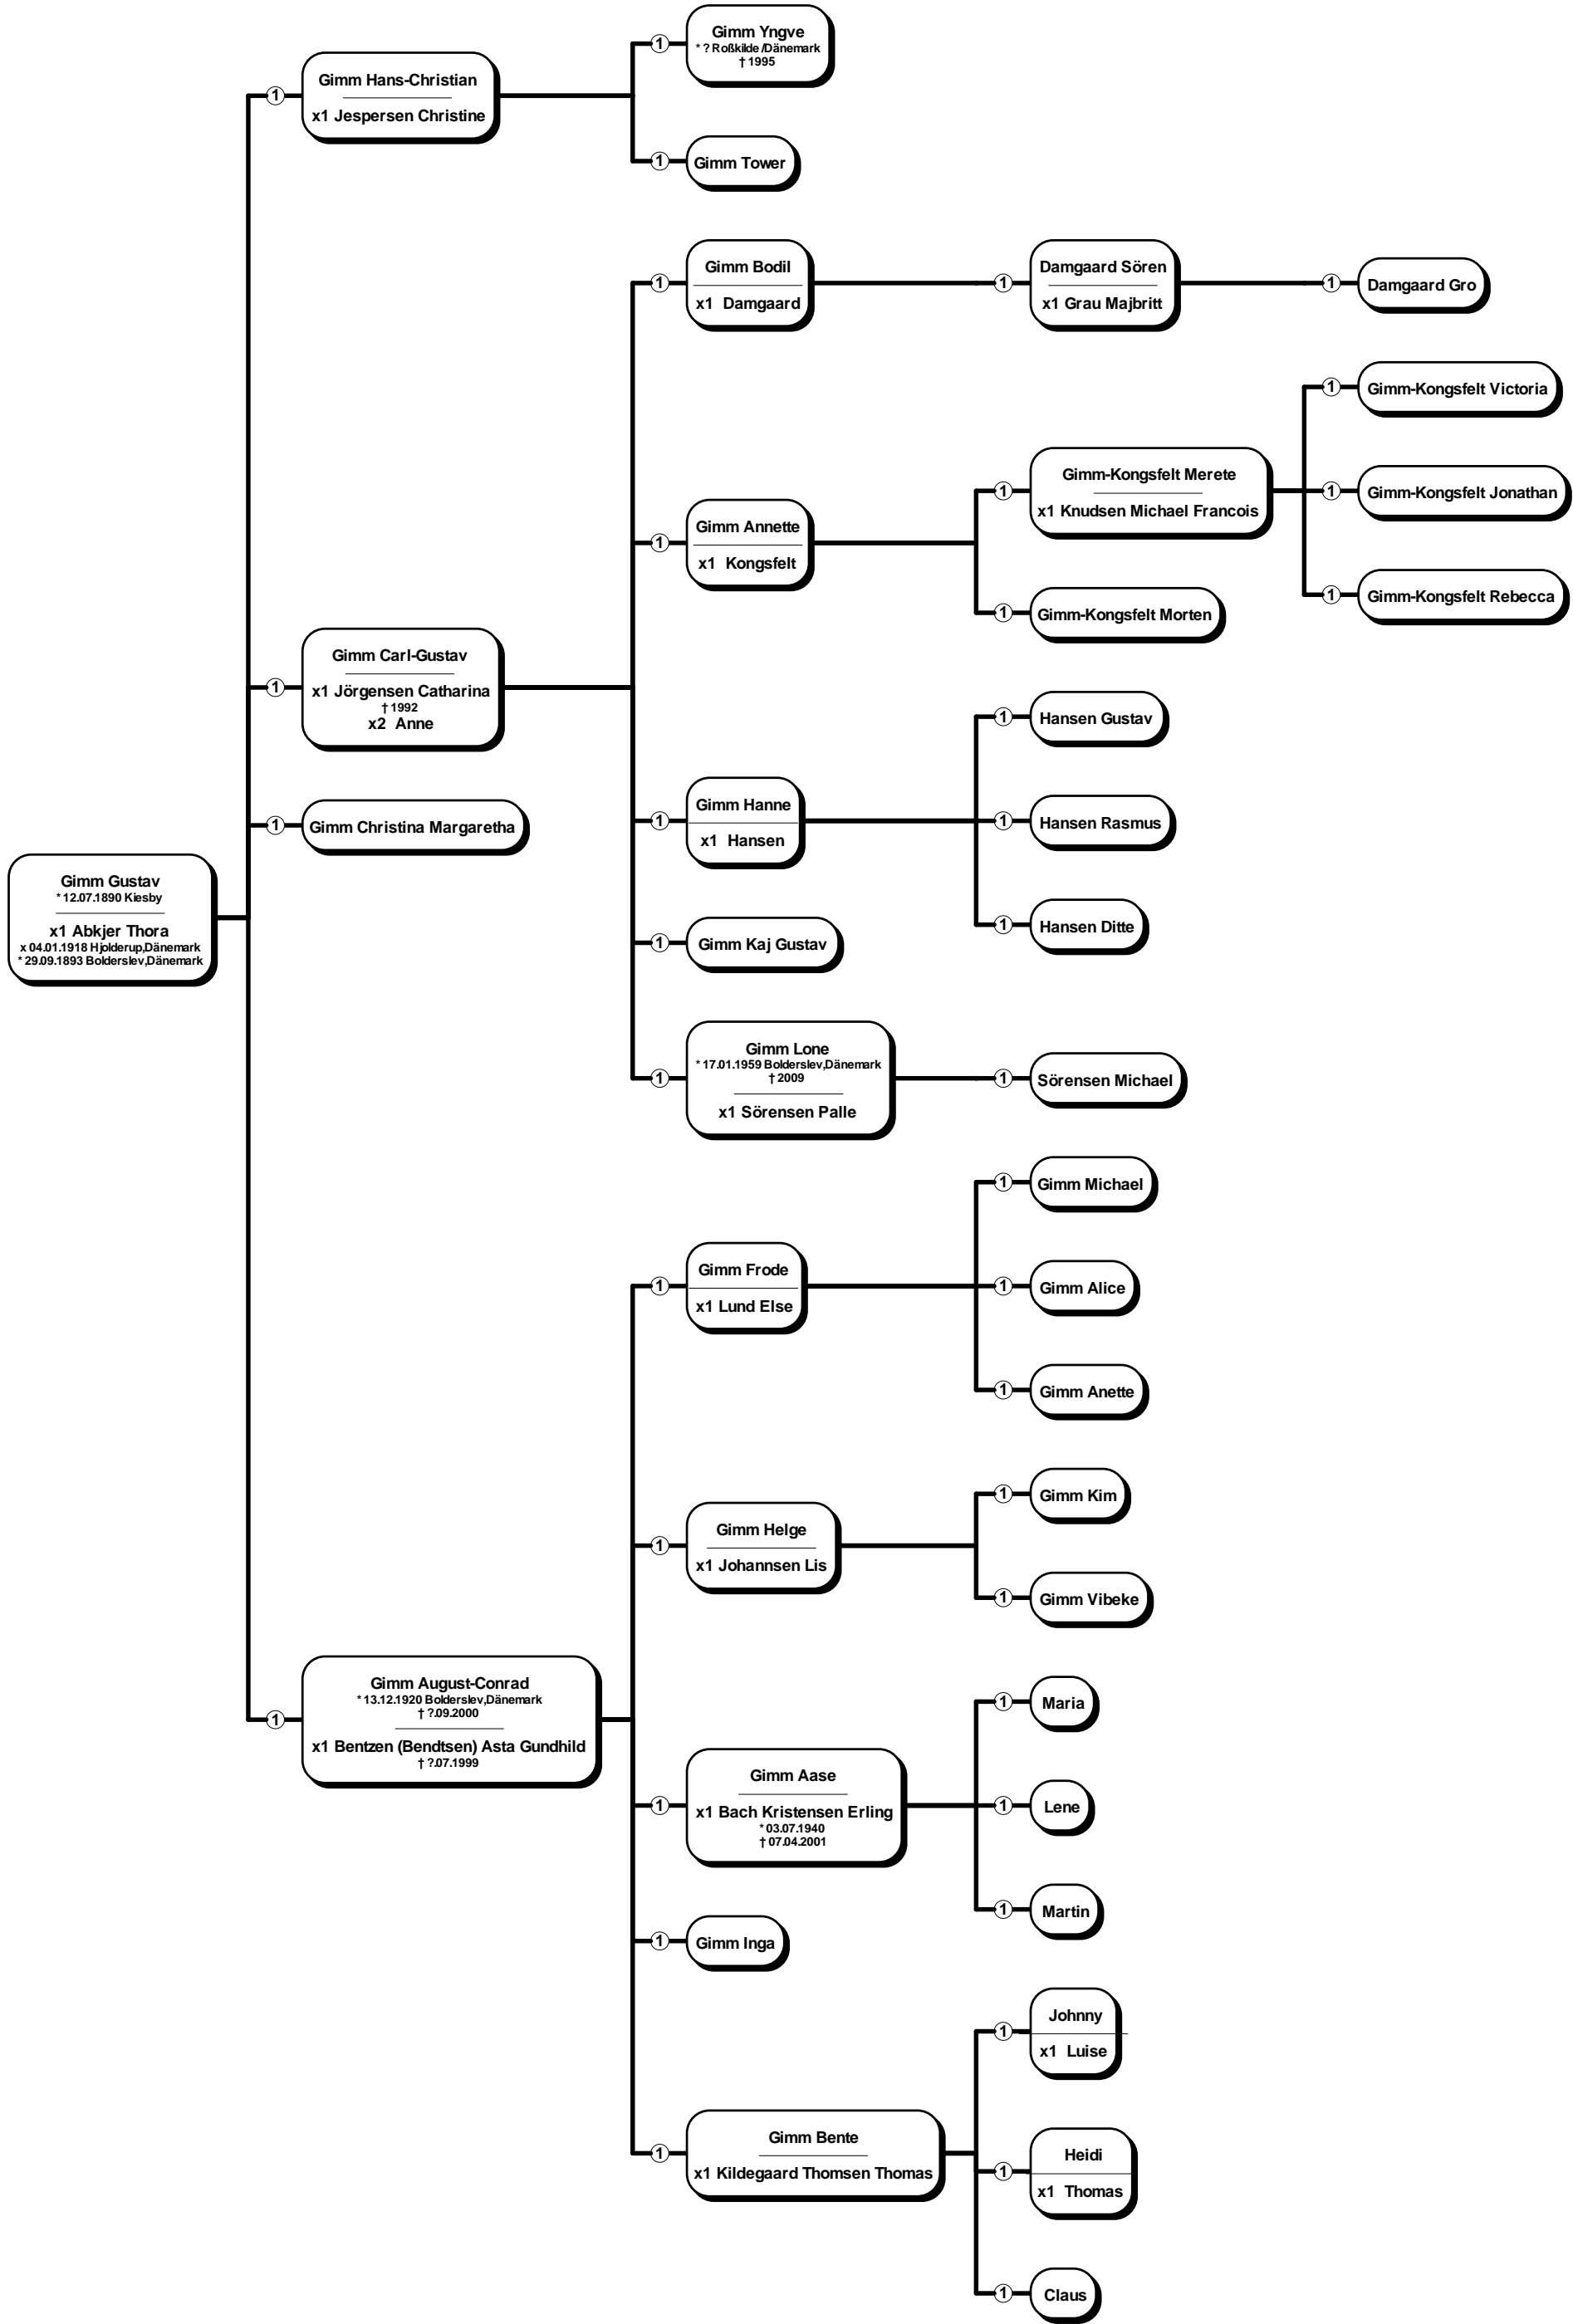 1
Gimm Yngve
* ? Roßkilde/Dänemark
† 1995
1
Gimm Hans-Christian
x1 Jespersen Christine
1
Gimm Tower
1
Gimm Bodil
x1 Damgaard
1
Damgaard Sören
x1 Grau Majbritt
1
Damgaard Gro
1
Gimm-Kongsfelt Victoria
1
Gimm-Kongsfelt Merete
x1 Knudsen Michael Francois
1
Gimm-Kongsfelt Jonathan
1
Gimm Annette
x1 Kongsfelt
1
Gimm-Kongsfelt Morten
1
Gimm-Kongsfelt Rebecca
1
Gimm Carl-Gustav
x1 Jörgensen Catharina
† 1992
x2 Anne
1
Hansen Gustav
1
Gimm Christina Margaretha
1
Gimm Hanne
x1 Hansen
1
Hansen Rasmus
Gimm Gustav
* 12.07.1890 Kiesby
x1 Abkjer Thora
x 04.01.1918 Hjolderup,Dänemark
* 29.09.1893 Bolderslev,Dänemark
1
Gimm Kaj Gustav
1
Hansen Ditte
1
Gimm Lone
* 17.01.1959 Bolderslev,Dänemark
† 2009
x1 Sörensen Palle
1
Sörensen Michael
1
Gimm Michael
1
Gimm Frode
x1 Lund Else
1
Gimm Alice
1
Gimm Anette
1
Gimm Kim
1
Gimm Helge
x1 Johannsen Lis
1
Gimm Vibeke
1
Gimm August-Conrad
* 13.12.1920 Bolderslev,Dänemark
† ?.09.2000
x1 Bentzen (Bendtsen) Asta Gundhild
† ?.07.1999
1
Maria
1
Gimm Aase
x1 Bach Kristensen Erling
* 03.07.1940
† 07.04.2001
1
Lene
1
Martin
1
Gimm Inga
1
Johnny
x1 Luise
1
Gimm Bente
x1 Kildegaard Thomsen Thomas
1
Heidi
x1 Thomas
1
Claus